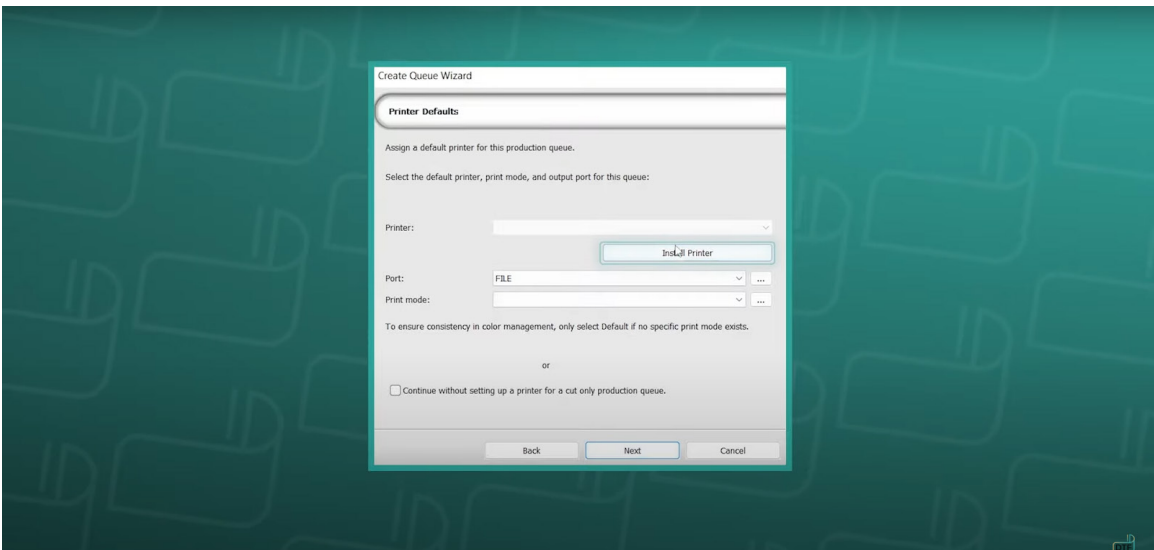 Create Queue Wizard
Printer Defaults
Assign a default printer for this production queue.
Select the default printer, print mode, and output port for this queue:
Printer:
Install Printer
Port: FILE ...
Print mode: ...
To ensure consistency in color management, only select Default if no specific print mode exists.
or
Continue without setting up a printer for a cut only production queue.
Back Next Cancel